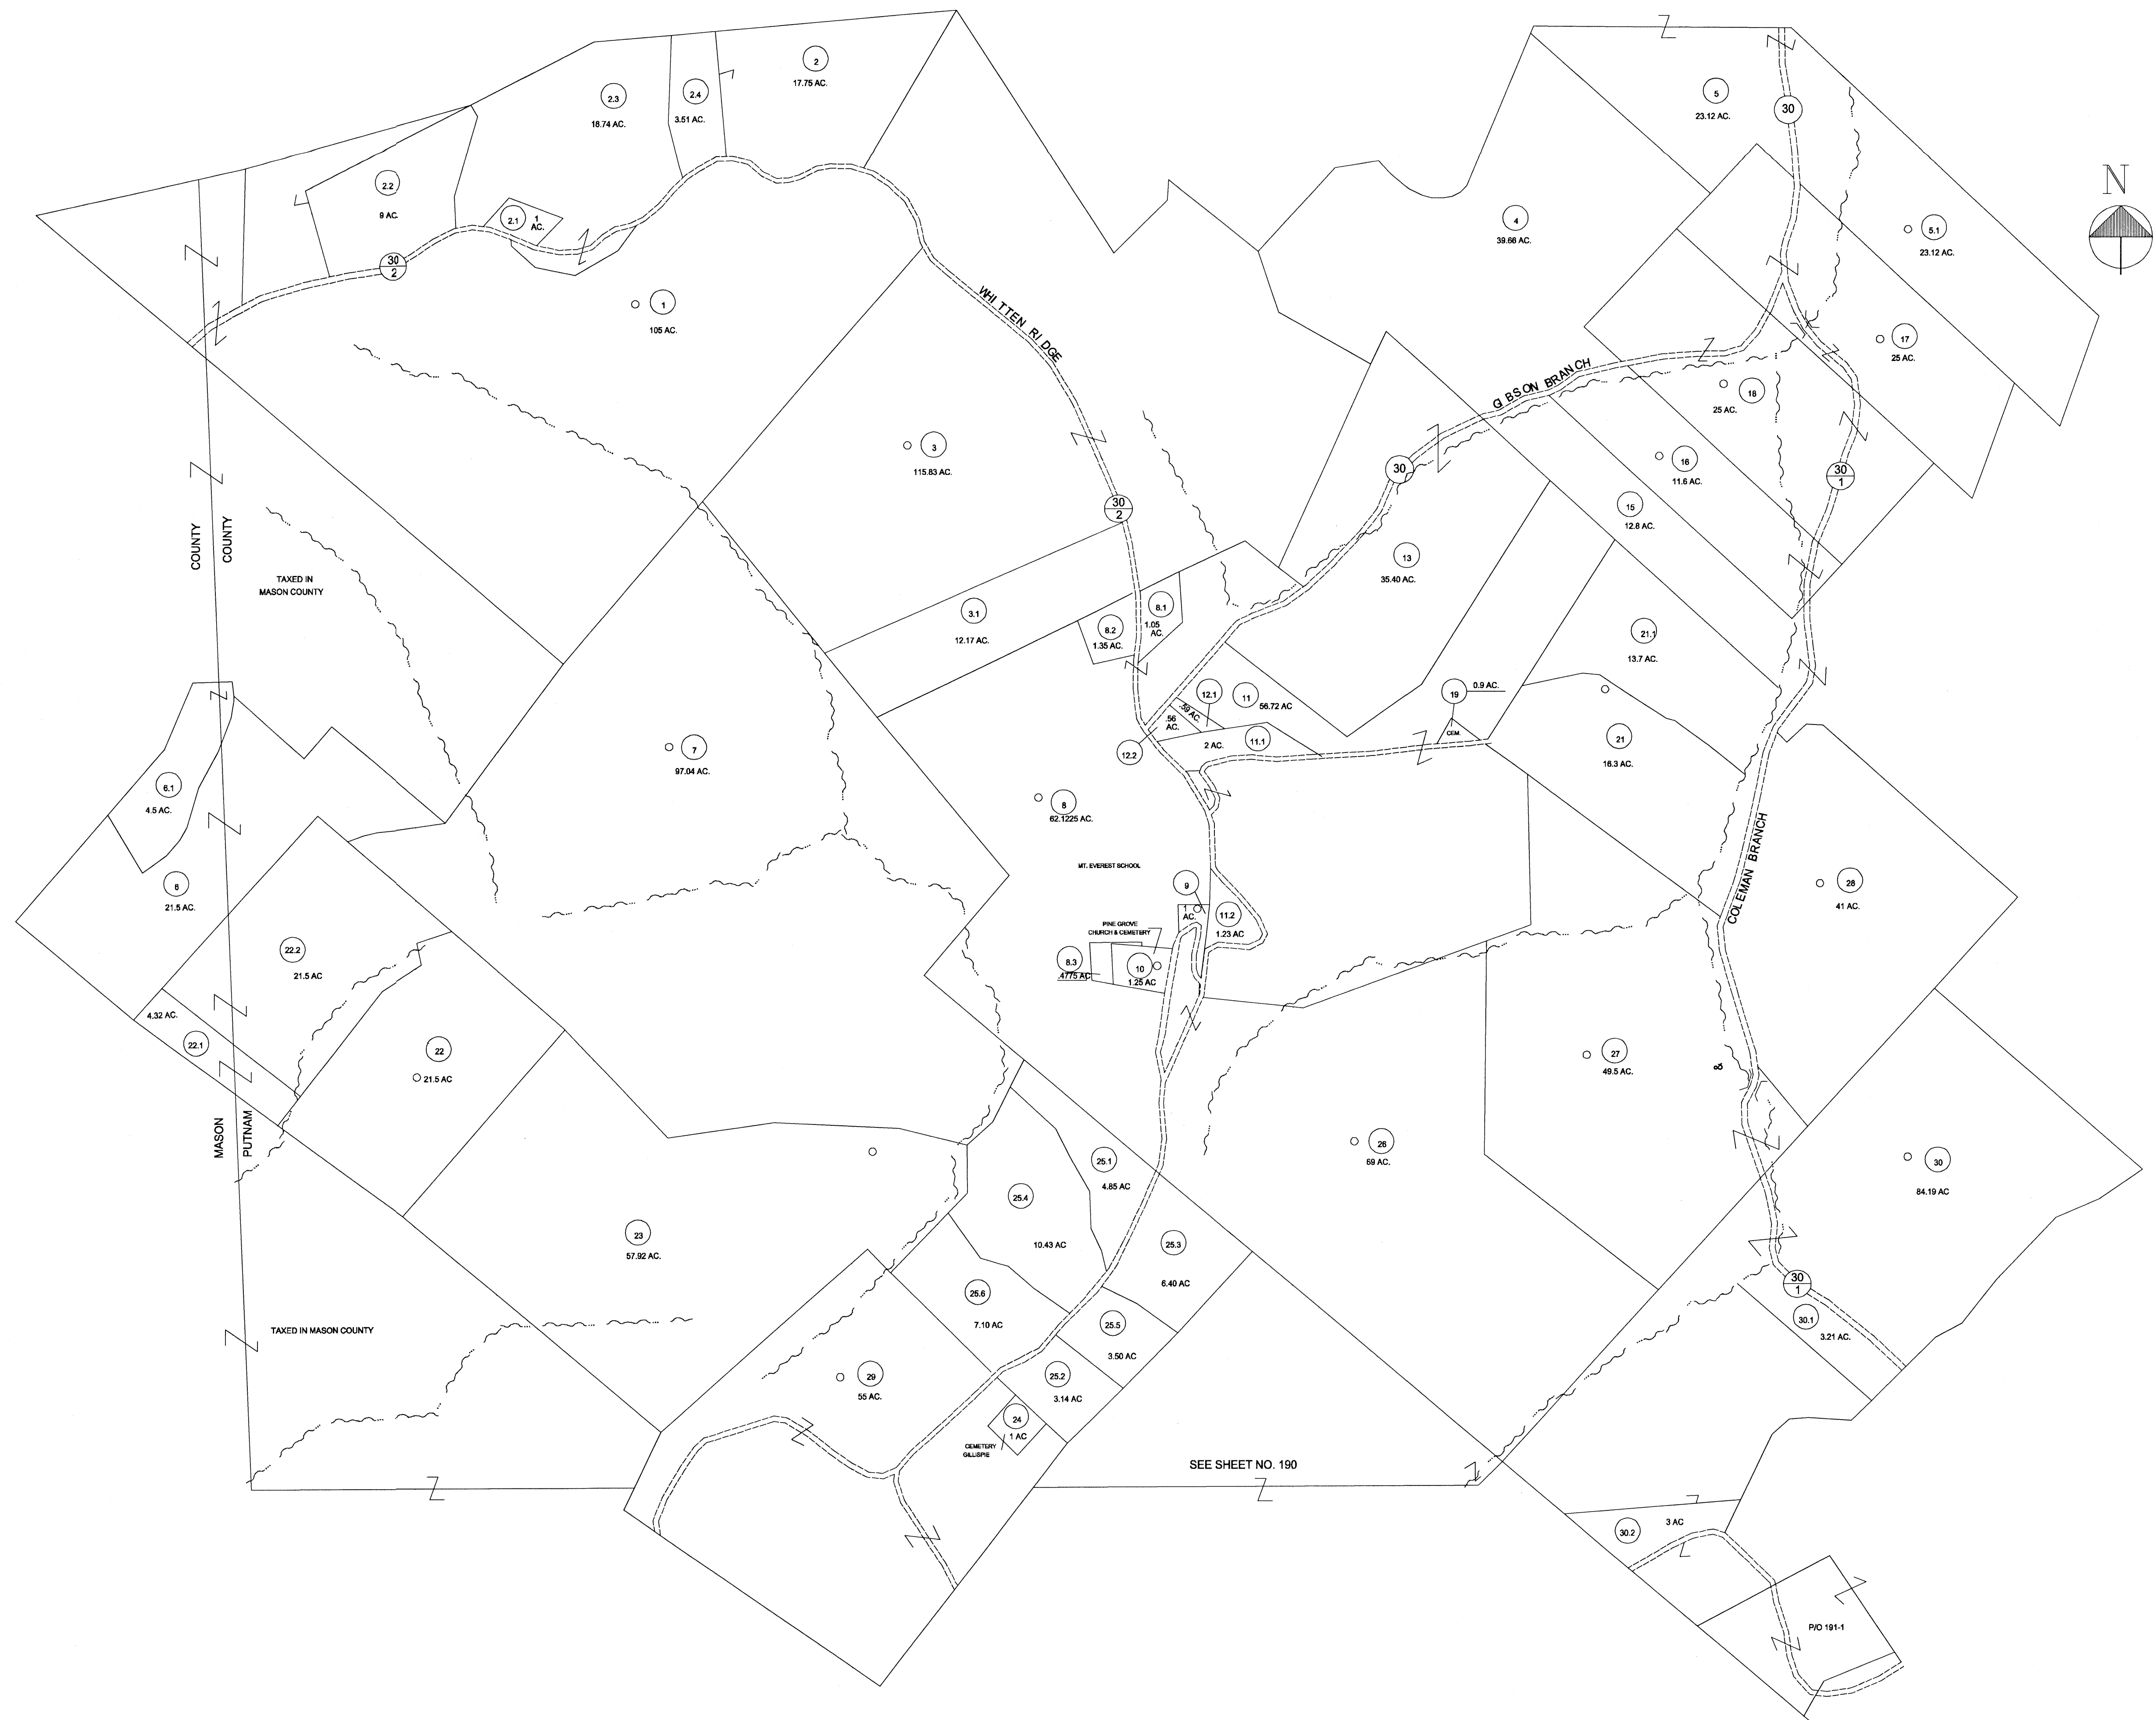 2
17.75 AC.
2.4
3.51 AC.
2.3
18.74 AC.
5
23.12 AC.
30
N
2.2
9 AC.
2.1
1
AC.
4
39.66 AC.
5.1
23.12 AC.
30
2
1
105 AC.
WHITTEN RIDGE
17
25 AC.
GIBSON BRANCH
18
25 AC.
3
115.83 AC.
30
16
11.6 AC.
30
1
30
2
15
12.8 AC.
COUNTY
COUNTY
TAXED IN
MASON COUNTY
13
35.40 AC.
3.1
12.17 AC.
8.1
1.05
AC.
8.2
1.35 AC.
21.1
13.7 AC.
12.1
11
56.72 AC
19
0.9 AC.
.59 AC.
.56
AC.
CEM.
12.2
2 AC.
11.1
21
16.3 AC.
7
97.04 AC.
6.1
4.5 AC.
8
62.1225 AC.
MT. EVEREST SCHOOL
COLEMAN BRANCH
28
41 AC.
6
21.5 AC.
9
1
AC.
11.2
1.23 AC
PINE GROVE
CHURCH & CEMETERY
8.3
.4775 AC
10
1.25 AC
22.2
21.5 AC
4.32 AC.
22.1
22
21.5 AC
27
49.5 AC.
MASON
PUTNAM
26
69 AC.
25.1
4.85 AC
30
84.19 AC
25.4
10.43 AC
23
57.92 AC.
25.3
6.40 AC
25.6
7.10 AC
30
1
30.1
3.21 AC.
25.5
3.50 AC
TAXED IN MASON COUNTY
29
55 AC.
25.2
3.14 AC
24
1 AC
CEMETERY
GILLISPIE
SEE SHEET NO. 190
30.2
3 AC
P/O 191-1